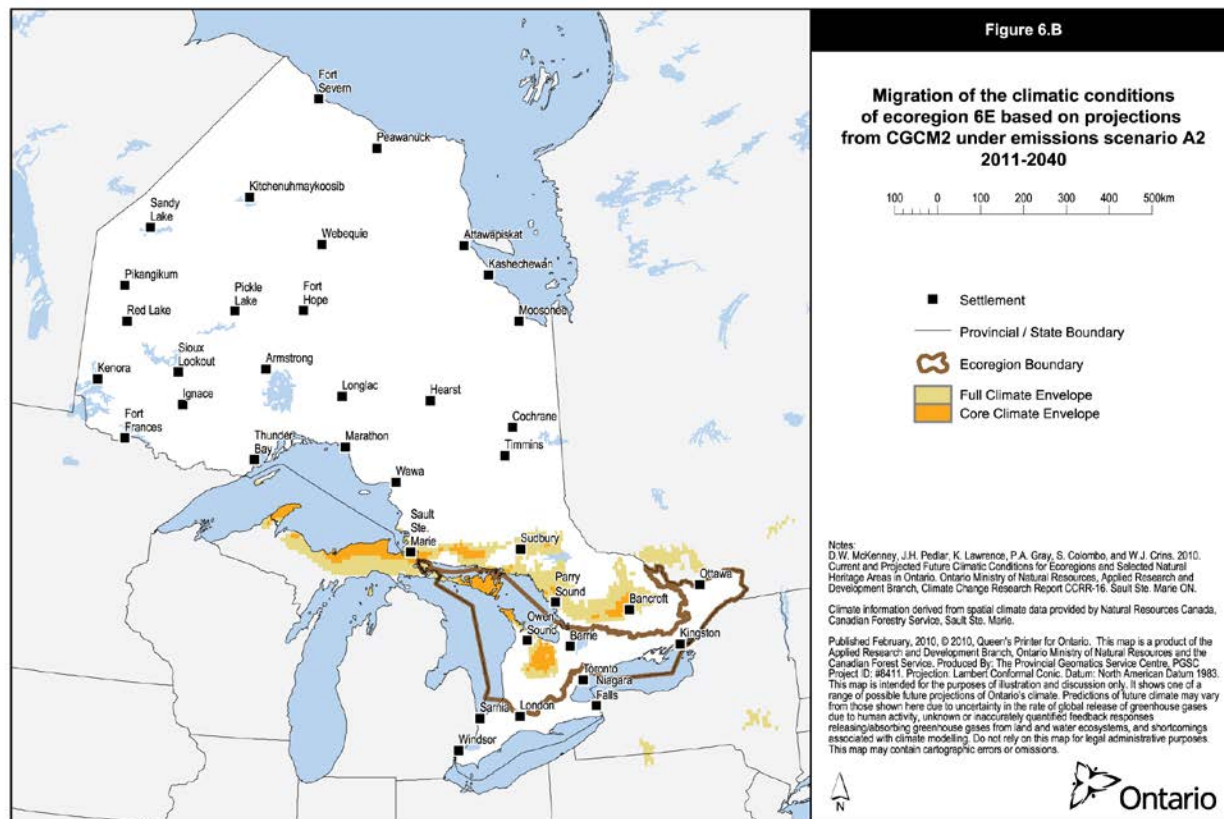 Fort
Severn
Peawanuck
Kitchenuhmaykoosib
Sandy
Lake
Webequie
Attawapiskat
Kashechewan
Pikangikum
Pickle
Lake
Fort
Hope
Red Lake
Moosonee
Sioux
Lookout
Armstrong
Kenora
Ignace
Longlac
Hearst
Fort
Frances
Cochrane
Thunder
Bay
Marathon
Timmins
Wawa
Sault
Ste.
Marie
Sudbury
Parry
Sound
Ottawa
Bancroft
Owen
Sound
Barrie
Kingston
Toronto
Niagara
Falls
Sarnia
London
Windsor
Figure 6.B
Migration of the climatic conditions
of ecoregion 6E based on projections
from CGCM2 under emissions scenario A2
2011-2040
100 0 100 200 300 400 500km
Settlement
Provincial / State Boundary
Ecoregion Boundary
Full Climate Envelope
Core Climate Envelope
Notes:
D.W. McKenney, J.H. Pedlar, K. Lawrence, P.A. Gray, S. Colombo, and W.J. Crins. 2010.
Current and Projected Future Climatic Conditions for Ecoregions and Selected Natural
Heritage Areas in Ontario. Ontario Ministry of Natural Resources, Applied Research and
Development Branch, Climate Change Research Report CCRR-16. Sault Ste. Marie ON.
Climate information derived from spatial climate data provided by Natural Resources Canada,
Canadian Forestry Service, Sault Ste. Marie.
Published February, 2010, © 2010, Queen's Printer for Ontario. This map is a product of the
Applied Research and Development Branch, Ontario Ministry of Natural Resources and the
Canadian Forest Service. Produced By: The Provincial Geomatics Service Centre, PGSC
Project ID: #6411. Projection: Lambert Conformal Conic. Datum: North American Datum 1983.
This map is intended for the purposes of illustration and discussion only. It shows one of a
range of possible future projections of Ontario's climate. Predictions of future climate may vary
from those shown here due to uncertainty in the rate of global release of greenhouse gases
due to human activity, unknown or inaccurately quantified feedback responses
releasing/absorbing greenhouse gases from land and water ecosystems, and shortcomings
associated with climate modelling. Do not rely on this map for legal administrative purposes.
This map may contain cartographic errors or omissions.
N
Ontario